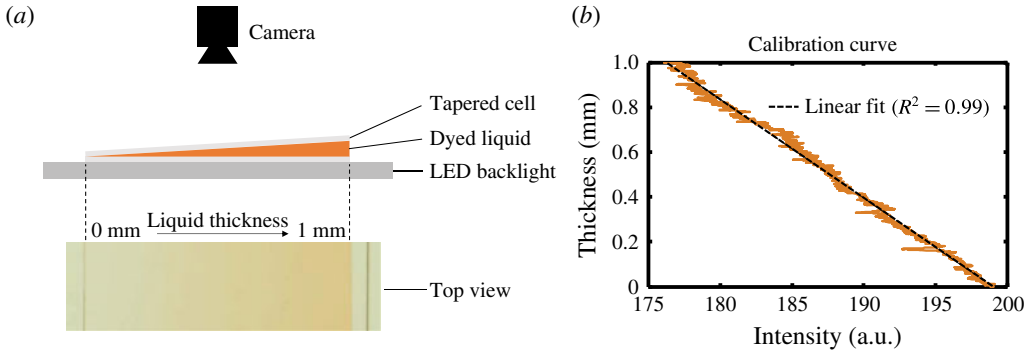 (a)
Camera
Tapered cell
Dyed liquid
LED backlight
Liquid thickness
0 mm
1 mm
Top view
(b)
Calibration curve
Thickness (mm)
1.0
0.8
0.6
0.4
0.2
0
Linear fit (R² = 0.99)
175
180
185
190
195
200
Intensity (a.u.)